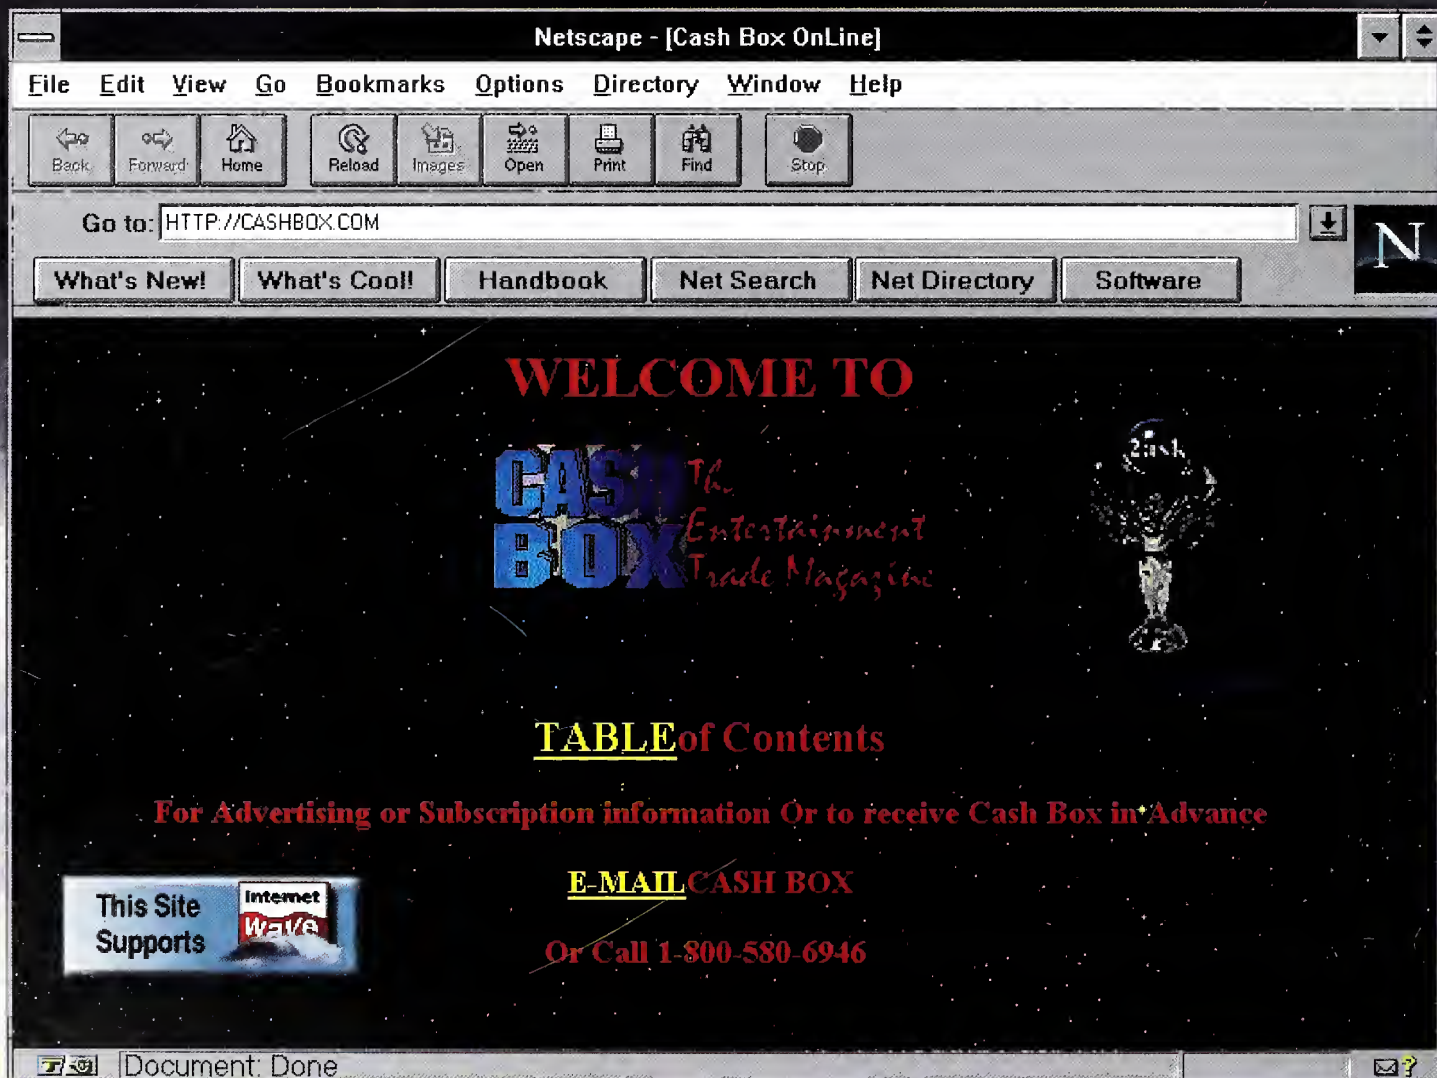 Netscape - [Cash Box OnLine]
File Edit View Go Bookmarks Options Directory Window Help
Back Forward Home Reload Images Open Print Find Stop
Go to: HTTP://CASHBOX.COM
N
What's New! What's Cool! Handbook Net Search Net Directory Software
WELCOME TO
CASH BOX
The
Entertainment
Trade Magazine
TABLE of Contents
For Advertising or Subscription information Or to receive Cash Box in Advance
E-MAIL CASH BOX
Or Call 1-800-580-6946
This Site
Supports
Internet
Wave
Document: Done